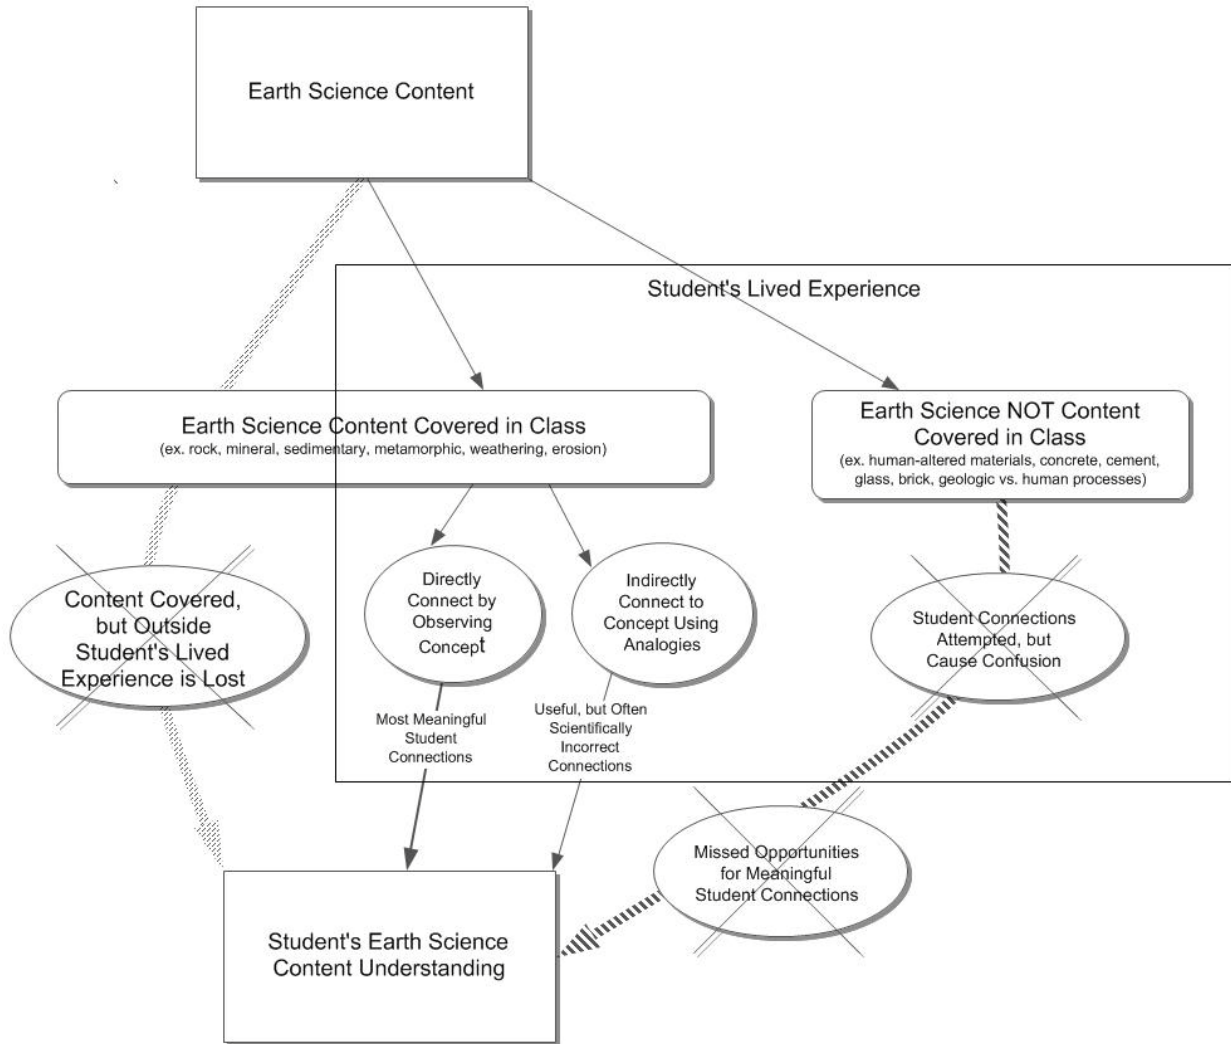 Earth Science Content
Student's Lived Experience
Earth Science Content Covered in Class
(ex. rock, mineral, sedimentary, metamorphic, weathering, erosion)
Earth Science NOT Content
Covered in Class
(ex. human-altered materials, concrete, cement,
glass, brick, geologic vs. human processes)
Content Covered,
but Outside
Student's Lived
Experience is Lost
Directly
Connect by
Observing
Concept
Indirectly
Connect to
Concept Using
Analogies
Student Connections
Attempted, but
Cause Confusion
Most Meaningful
Student
Connections
Useful, but Often
Scientifically
Incorrect
Connections
Missed Opportunities
for Meaningful
Student Connections
Student's Earth Science
Content Understanding